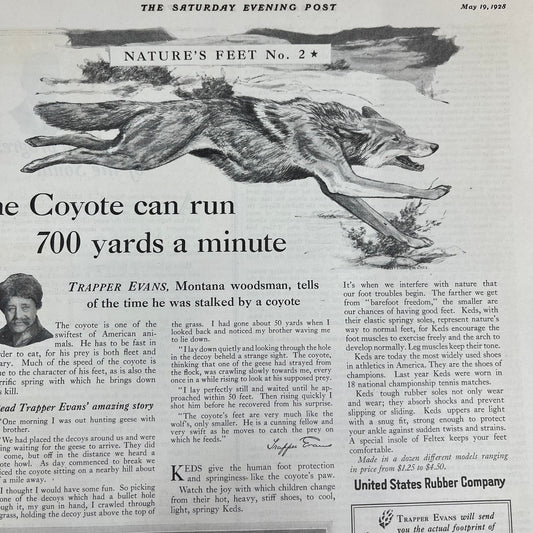 THE SATURDAY EVENING POST
May 19, 1928
NATURE'S FEET No. 2 ★
Coyote can run
700 yards a minute
TRAPPER EVANS, Montana woodsman, tells
of the time he was stalked by a coyote
The coyote is one of the
swiftest of American ani-
mals. He has to be fast in
to eat, for his prey is both fleet and
Much of the speed of the coyote is
to the character of his feet, as is also the
spring with which he brings down
Trapper Evans' amazing story
"One morning I was out hunting geese with
brother.
"We had placed the decoys around us and were
waiting for the geese to arrive. They did
come, but off in the distance we heard a
howl. As day commenced to break we
the coyote sitting on a nearby hill about
mile away.
I thought I would have some fun. So picking
one of the decoys which had a bullet hole
it, my gun in hand, I crawled through
grass, holding the decoy just above the top of
the grass. I had gone about 50 yards when I
looked back and noticed my brother waving me
to lie down.
"I lay down quietly and looking through the hole
in the decoy beheld a strange sight. The coyote,
thinking that one of the geese had strayed from
the flock, was crawling slowly towards me, every
once in a while rising to look at his supposed prey.
"I lay perfectly still and waited until he ap-
proached within 50 feet. Then rising quickly I
shot him before he recovered from his surprise.
"The coyote's feet are very much like the
wolf's, only smaller. He is a cunning fellow and
very swift as he moves to catch the prey on
which he feeds."
Trapper Evans
KEDS give the human foot protection
and springiness like the coyote's paw.
Watch the joy with which children change
from their hot, heavy, stiff shoes, to cool,
light, springy Keds.
It's when we interfere with nature that
our foot troubles begin. The farther we get
from "barefoot freedom," the smaller are
our chances of having good feet. Keds, with
their elastic springy soles, represent nature's
way to normal feet, for Keds encourage the
foot muscles to exercise freely and the arch to
develop normally. Leg muscles keep their tone.
Keds are today the most widely used shoes
in athletics in America. They are the shoes of
champions. Last year Keds were worn in
18 national championship tennis matches.
Keds tough rubber soles not only wear
and wear; they absorb shocks and prevent
slipping or sliding. Keds uppers are light
with a snug fit, strong enough to protect
your ankle against sudden twists and strains.
A special insole of Feltex keeps your feet
comfortable.
Made in a dozen different models ranging
in price from $1.25 to $4.50.
United States Rubber Company
TRAPPER EVANS will send
you the actual footprint of